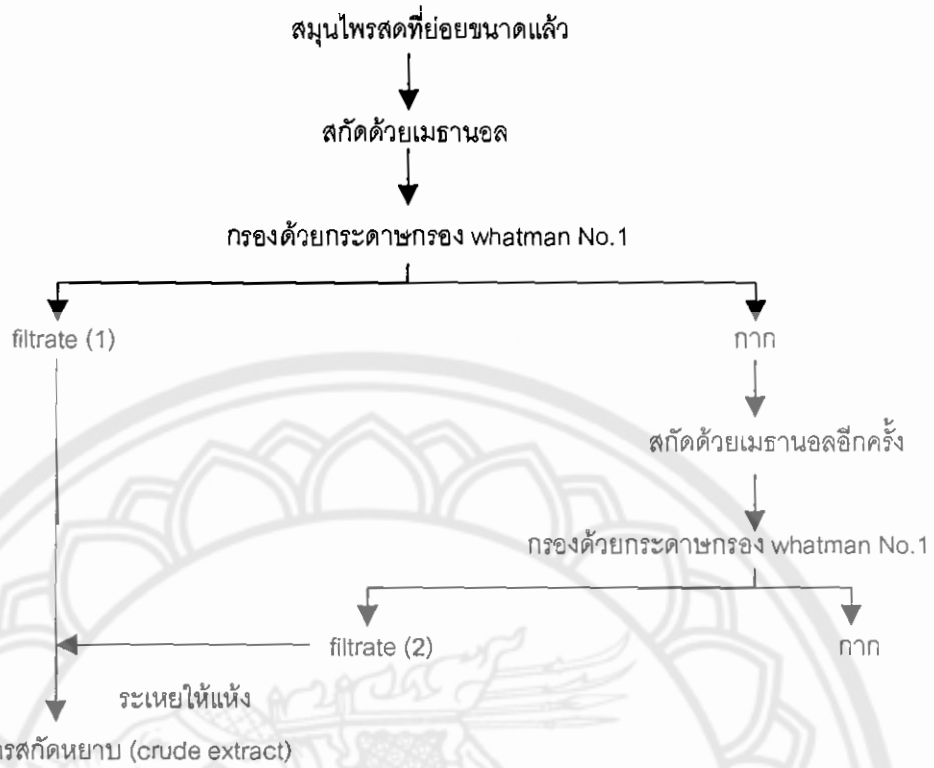 สมุนไพรสดที่ย่อยขนาดแล้ว
สกัดด้วยเมธานอล
กรองด้วยกระดาษกรอง whatman No.1
filtrate (1)
กาก
สกัดด้วยเมธานอลอีกครั้ง
กรองด้วยกระดาษกรอง whatman No.1
filtrate (2)
กาก
ระเหยให้แห้ง
ารสกัดหยาบ (crude extract)